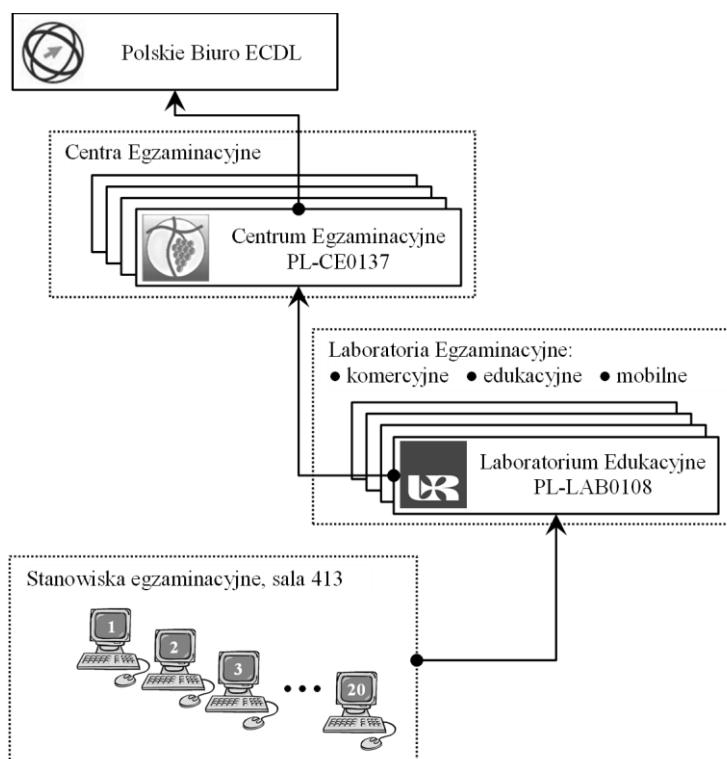 Polskie Biuro ECDL
Centra Egzaminacyjne
Centrum Egzaminacyjne
PL-CE0137
Laboratoria Egzaminacyjne:
● komercyjne ● edukacyjne ● mobilne
Laboratorium Edukacyjne
UR PL-LAB0108
Stanowiska egzaminacyjne, sala 413
1
2
3
● ● ●
20